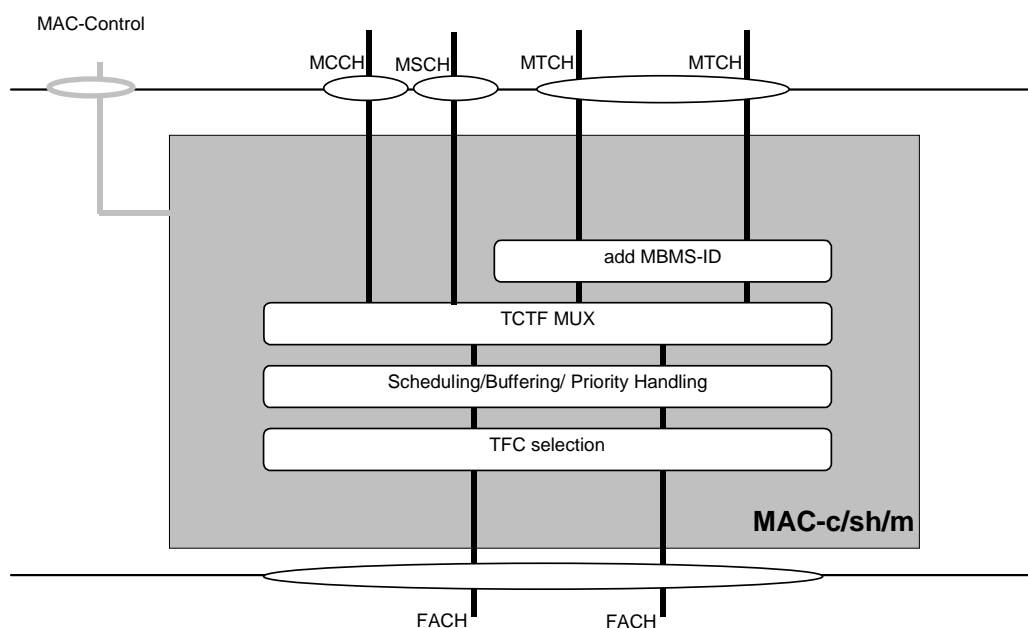 MAC-Control
MCCH
MSCH
MTCH
MTCH
add MBMS-ID
TCTF MUX
Scheduling/Buffering/ Priority Handling
TFC selection
MAC-c/sh/m
FACH
FACH